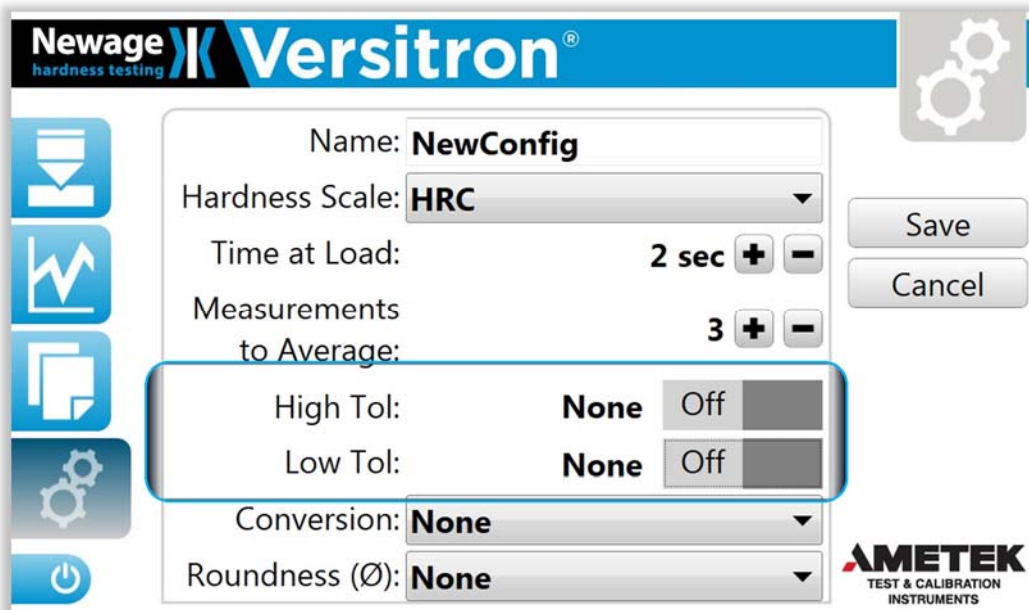 Newage
hardness testing
Versitron®
Name: NewConfig
Hardness Scale: HRC
Time at Load: 2 sec + -
Measurements
to Average: 3 + -
High Tol: None Off
Low Tol: None Off
Conversion: None
Roundness (Ø): None
Save
Cancel
AMETEK
TEST & CALIBRATION
INSTRUMENTS